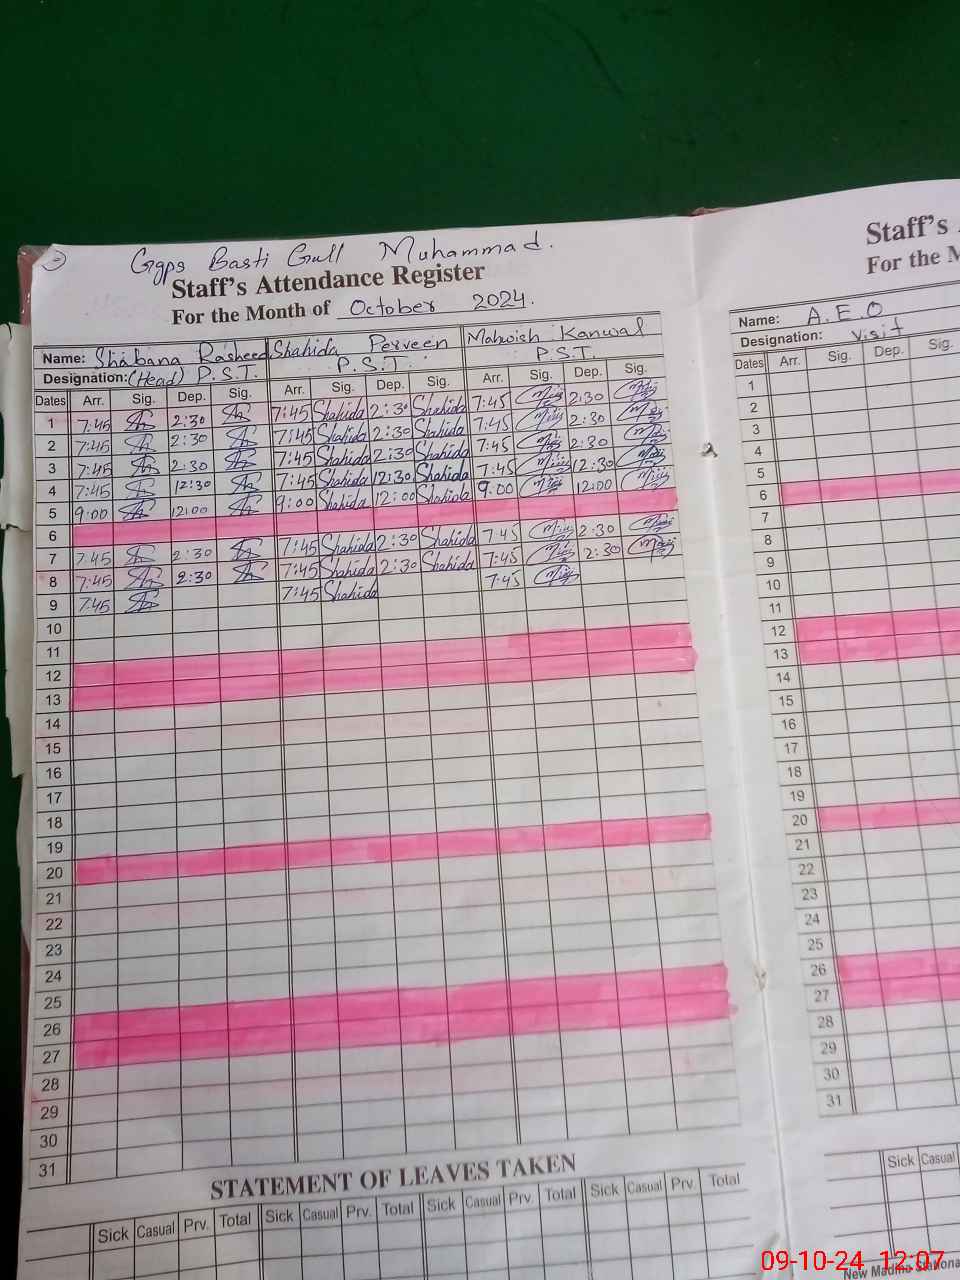 GGPS Basti Gull Muhammad.
Staff's Attendance Register
For the Month of October 2024.
Name: Shabana Rasheed Shahida Perveen Mahwish Kanwal
Designation: (Head) P.S.T. P.S.T. P.S.T.
Dates Arr. Sig. Dep. Sig. Arr. Sig. Dep. Sig. Arr. Sig. Dep. Sig.
1 7:45 2:30 7:45 Shahida 2:30 Shahida 7:45 2:30
2 7:45 2:30 7:45 Shahida 2:30 Shahida 7:45 2:30
3 7:45 2:30 7:45 Shahida 2:30 Shahida 7:45 2:30
4 7:45 12:30 7:45 Shahida 12:30 Shahida 7:45 12:30
5 9:00 12:00 9:00 Shahida 12:00 Shahida 9:00 12:00
6
7 7:45 2:30 7:45 Shahida 2:30 Shahida 7:45 2:30
8 7:45 2:30 7:45 Shahida 2:30 Shahida 7:45 2:30
9 7:45 7:45 Shahida 7:45
10
11
12
13
14
15
16
17
18
19
20
21
22
23
24
25
26
27
28
29
30
31
STATEMENT OF LEAVES TAKEN
Sick Casual Prv. Total Sick Casual Prv. Total Sick Casual Prv. Total Sick Casual Prv. Total
Staff's
For the M
Name: A.E.O
Designation: Visit
Dates Arr. Sig. Dep. Sig.
1
2
3
4
5
6
7
8
9
10
11
12
13
14
15
16
17
18
19
20
21
22
23
24
25
26
27
28
29
30
31
Sick Casual
New Madina Stationa
09-10-24 12:07